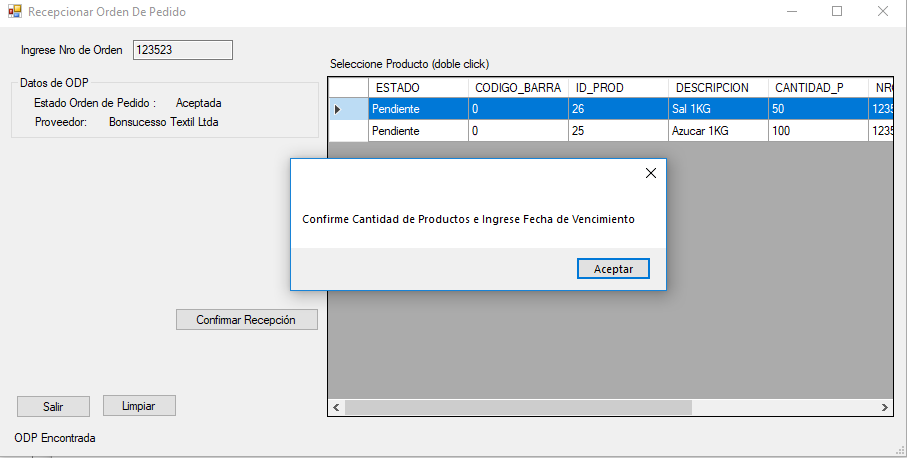 Recepcionar Orden De Pedido
Ingrese Nro de Orden 123523
Datos de ODP
Estado Orden de Pedido : Aceptada
Proveedor: Bonsucesso Textil Ltda
Seleccione Producto (doble click)
ESTADO CODIGO_BARRA ID_PROD DESCRIPCION CANTIDAD_P
Pendiente 0 26 Sal 1KG 50
Pendiente 0 25 Azucar 1KG 100
Confirme Cantidad de Productos e Ingrese Fecha de Vencimiento
Aceptar
Confirmar Recepción
Salir Limpiar
ODP Encontrada